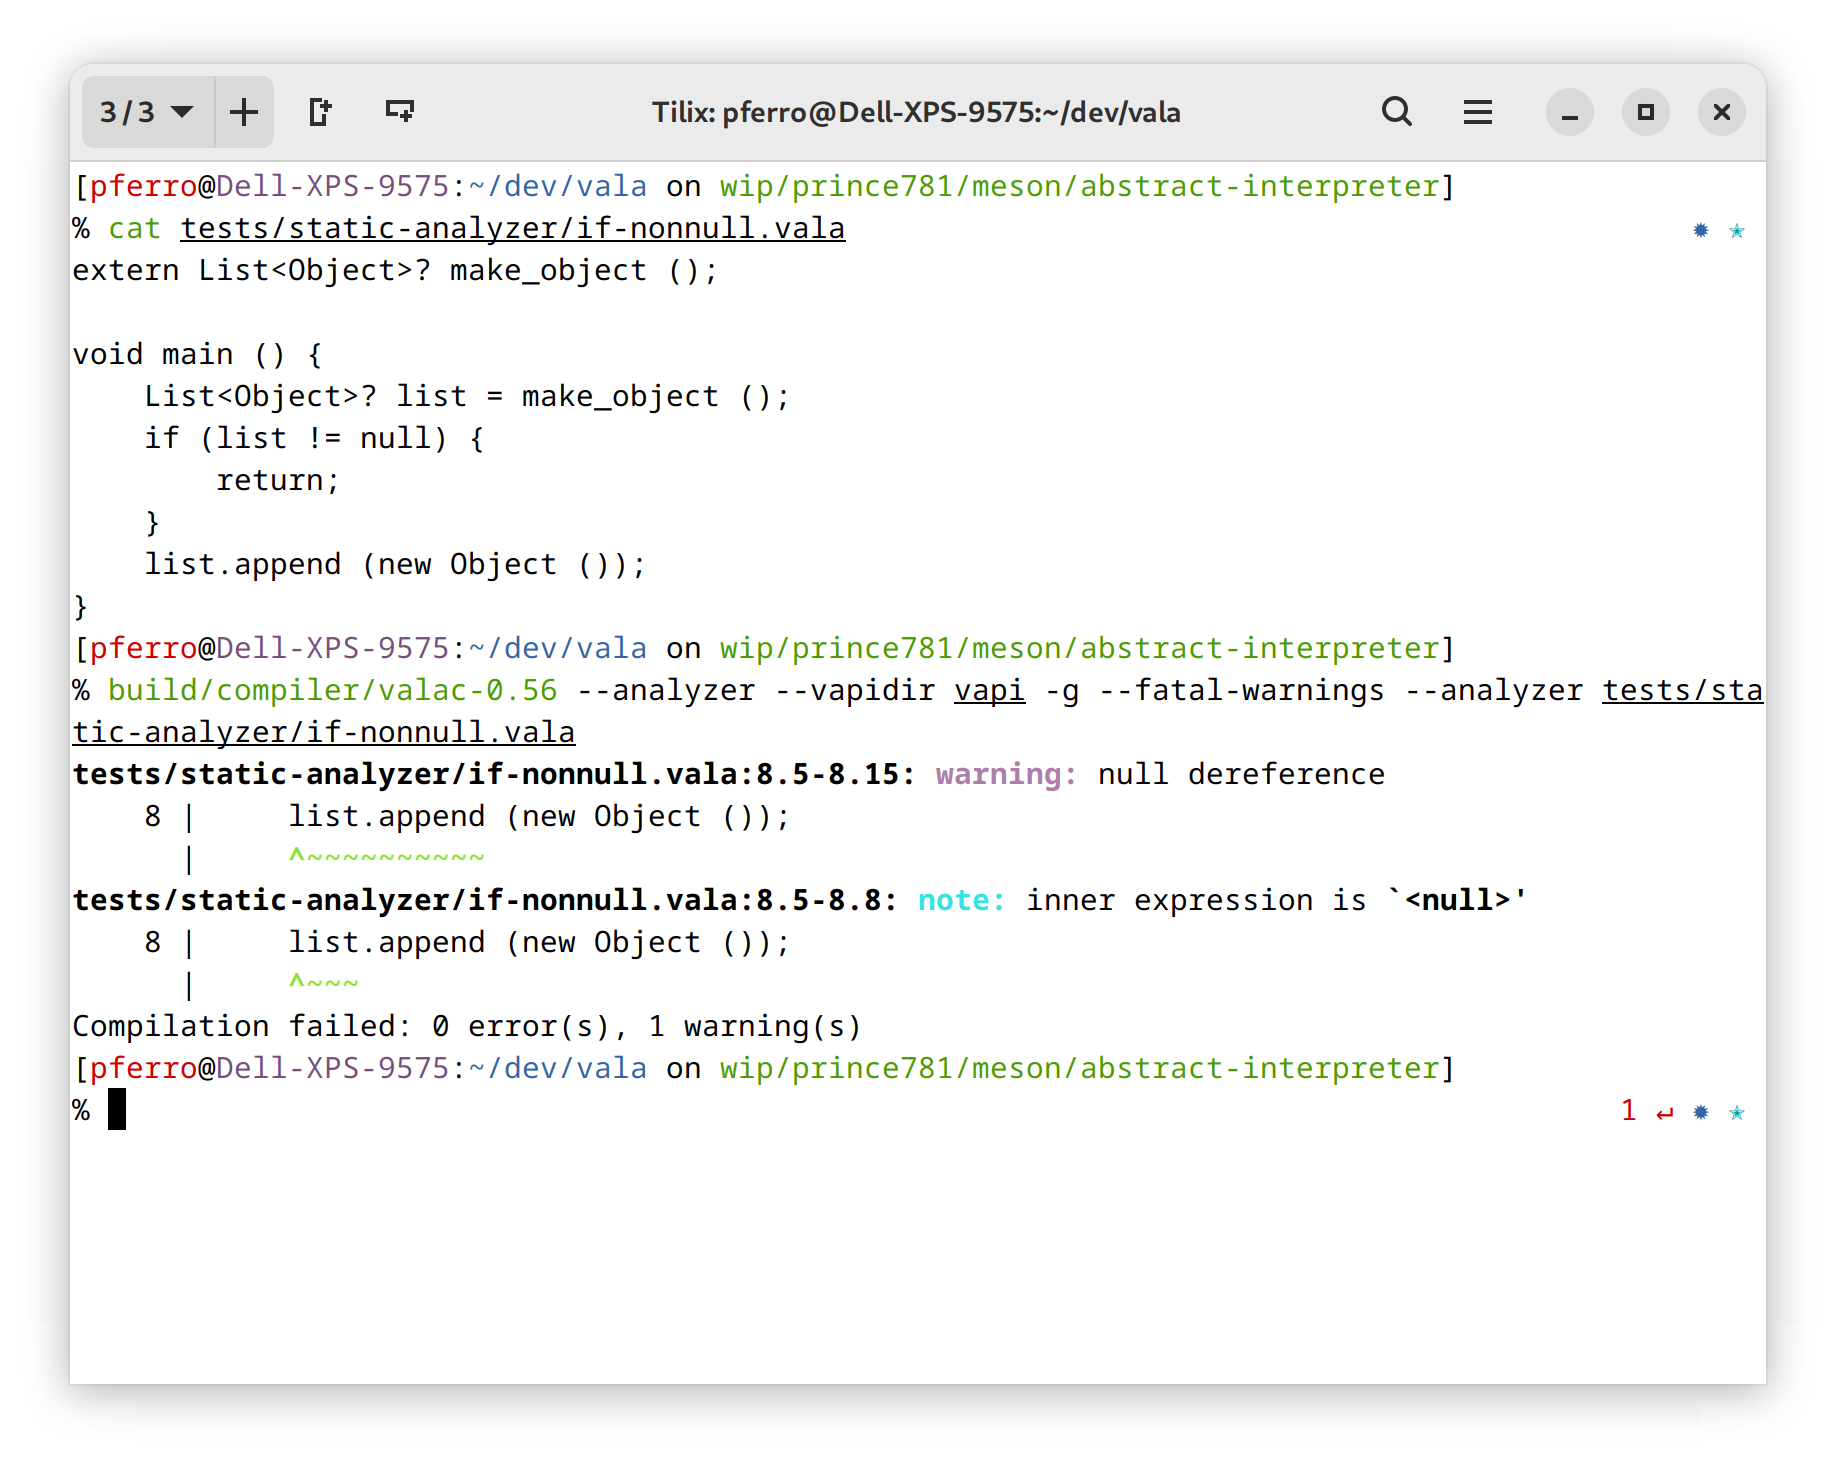 3/3
Tilix: pferro@Dell-XPS-9575:~/dev/vala
[pferro@Dell-XPS-9575:~/dev/vala on wip/prince781/meson/abstract-interpreter]
% cat tests/static-analyzer/if-nonnull.vala ✹ ✭
extern List<Object>? make_object ();
void main () {
    List<Object>? list = make_object ();
    if (list != null) {
        return;
    }
    list.append (new Object ());
}
[pferro@Dell-XPS-9575:~/dev/vala on wip/prince781/meson/abstract-interpreter]
% build/compiler/valac-0.56 --analyzer --vapidir vapi -g --fatal-warnings --analyzer tests/sta
tic-analyzer/if-nonnull.vala
tests/static-analyzer/if-nonnull.vala:8.5-8.15: warning: null dereference
    8 |     list.append (new Object ());
      |     ^~~~~~~~~~~
tests/static-analyzer/if-nonnull.vala:8.5-8.8: note: inner expression is `<null>'
    8 |     list.append (new Object ());
      |     ^~~~
Compilation failed: 0 error(s), 1 warning(s)
[pferro@Dell-XPS-9575:~/dev/vala on wip/prince781/meson/abstract-interpreter]
% 1 ↵ ✹ ✭